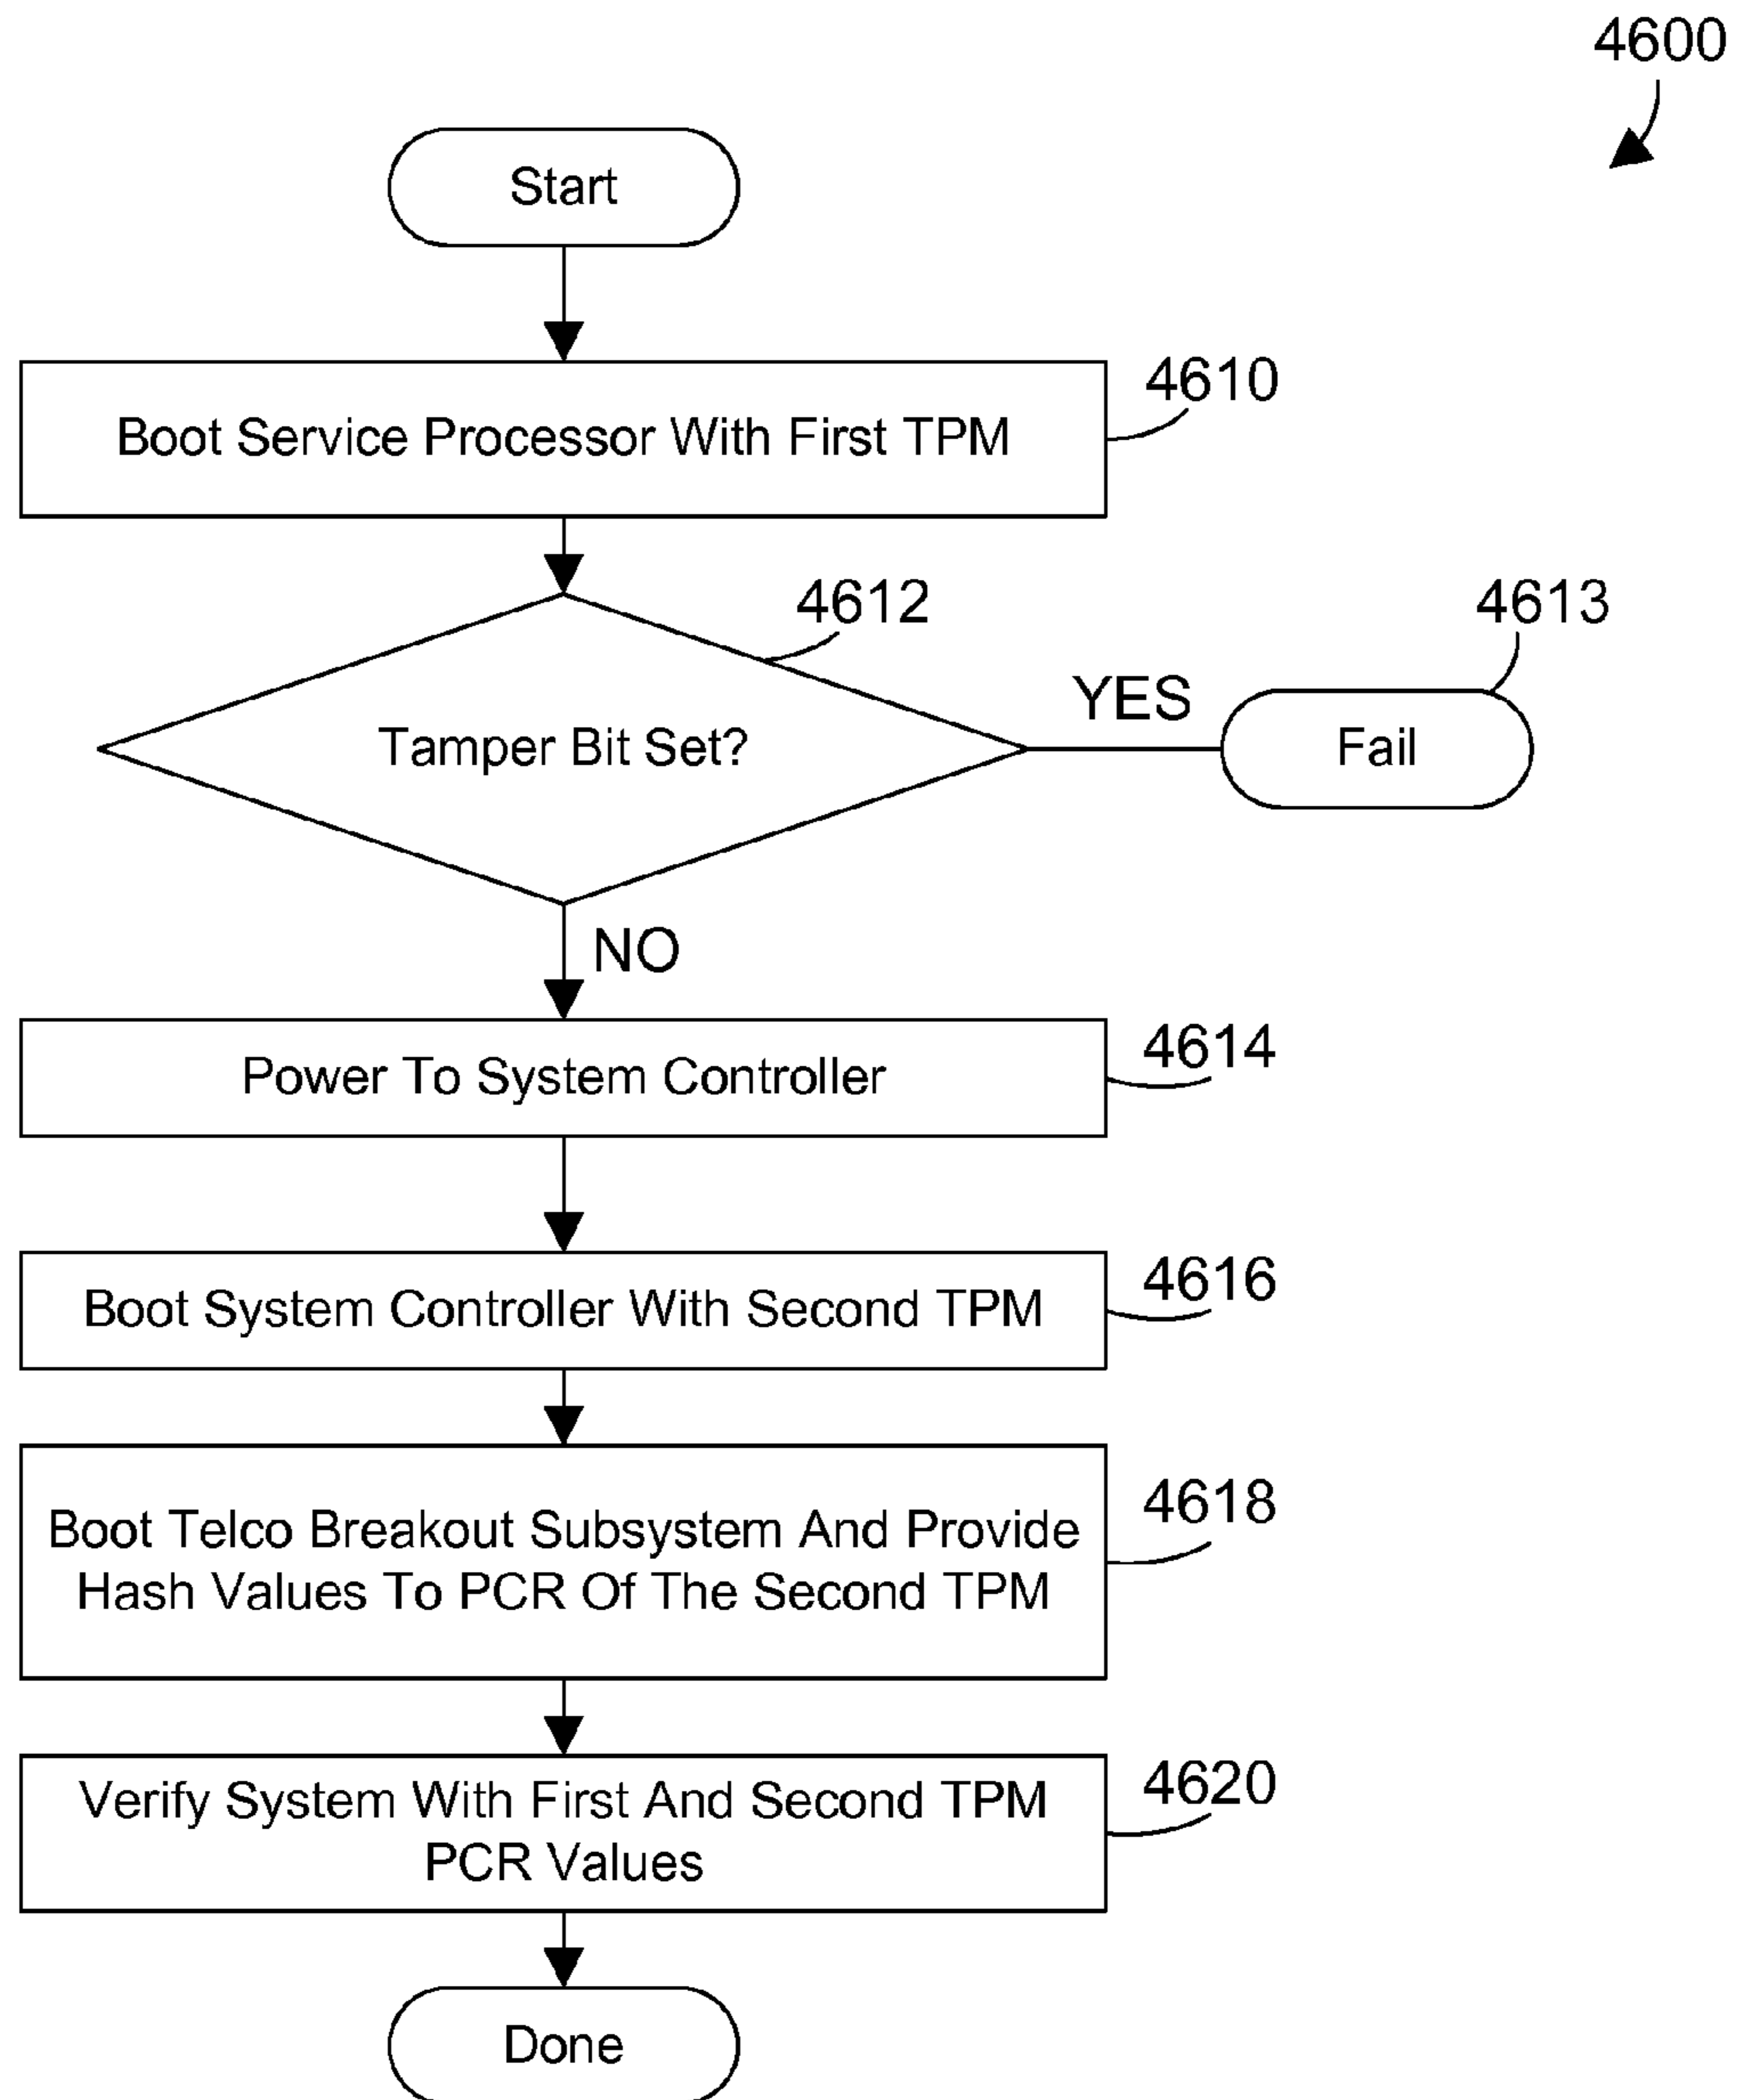 4600
Start
Boot Service Processor With First TPM
4610
4612
4613
Tamper Bit Set?
YES
Fail
NO
Power To System Controller
4614
Boot System Controller With Second TPM
4616
Boot Telco Breakout Subsystem And Provide
Hash Values To PCR Of The Second TPM
4618
Verify System With First And Second TPM
PCR Values
4620
Done